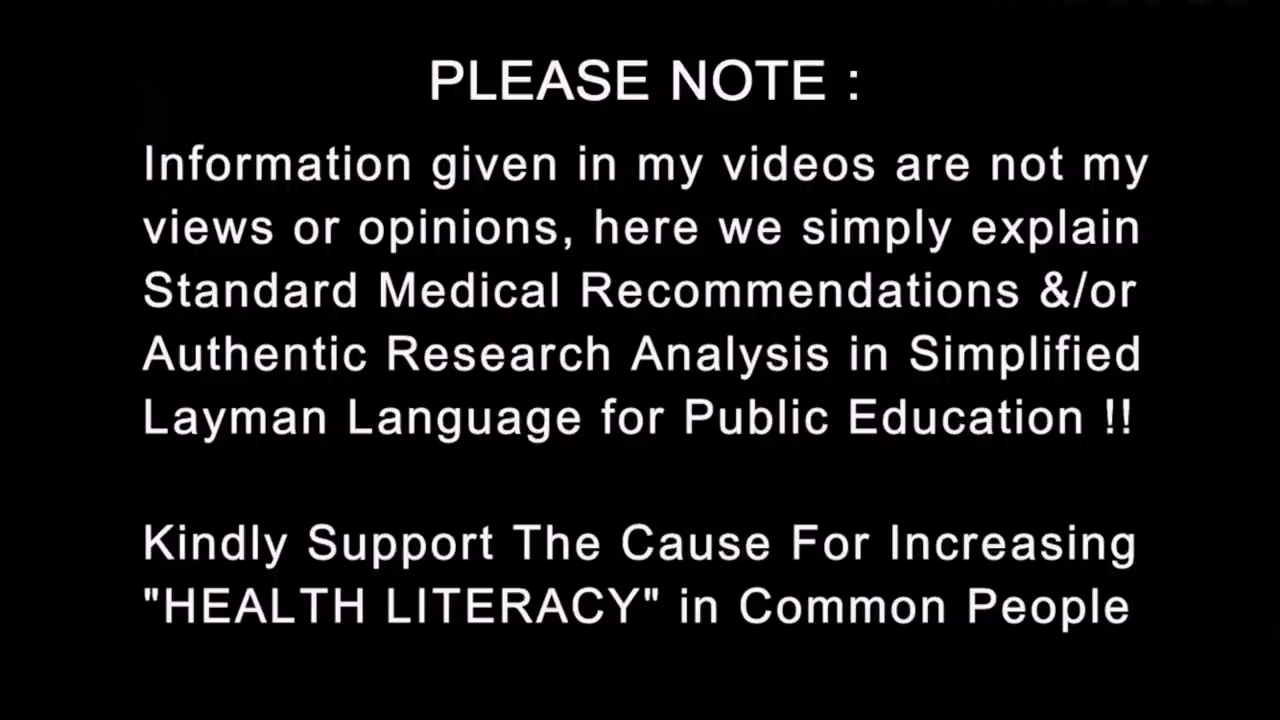 PLEASE NOTE :
Information given in my videos are not my
views or opinions, here we simply explain
Standard Medical Recommendations &/or
Authentic Research Analysis in Simplified
Layman Language for Public Education !!
Kindly Support The Cause For Increasing
"HEALTH LITERACY" in Common People